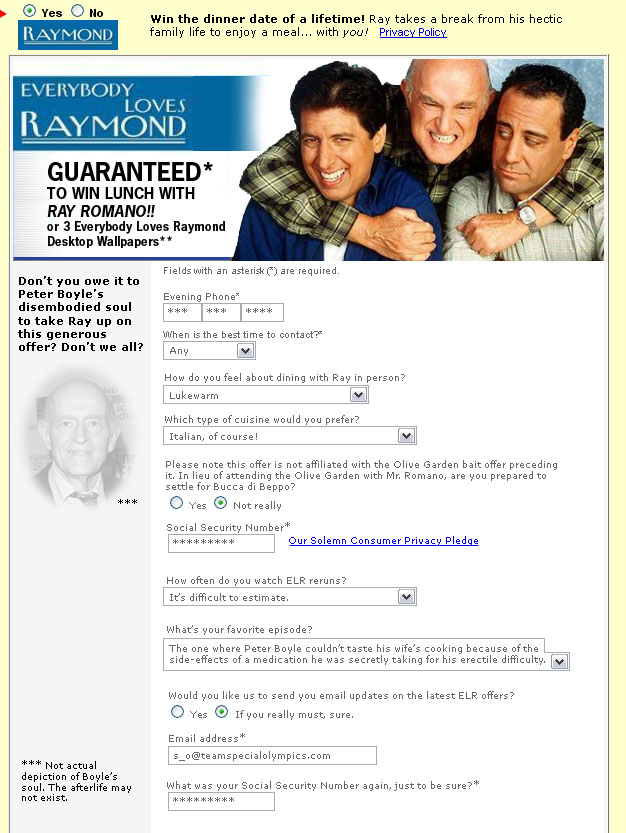 Yes No
RAYMOND
Win the dinner date of a lifetime! Ray takes a break from his hectic
family life to enjoy a meal... with you! Privacy Policy
EVERYBODY
LOVES
RAYMOND
GUARANTEED*
TO WIN LUNCH WITH
RAY ROMANO!!
or 3 Everybody Loves Raymond
Desktop Wallpapers**
Don't you owe it to
Peter Boyle's
disembodied soul
to take Ray up on
this generous
offer? Don't we all?
***
*** Not actual
depiction of Boyle's
soul. The afterlife may
not exist.
Fields with an asterisk (*) are required.
Evening Phone*
*** *** ****
When is the best time to contact?*
Any
How do you feel about dining with Ray in person?
Lukewarm
Which type of cuisine would you prefer?
Italian, of course!
Please note this offer is not affiliated with the Olive Garden bait offer preceding
it. In lieu of attending the Olive Garden with Mr. Romano, are you prepared to
settle for Bucca di Beppo?
Yes Not really
Social Security Number*
********* Our Solemn Consumer Privacy Pledge
How often do you watch ELR reruns?
It's difficult to estimate.
What's your favorite episode?
The one where Peter Boyle couldn't taste his wife's cooking because of the
side-effects of a medication he was secretly taking for his erectile difficulty.
Would you like us to send you email updates on the latest ELR offers?
Yes If you really must, sure.
Email address*
s_o@teamspecialolympics.com
What was your Social Security Number again, just to be sure?*
*********